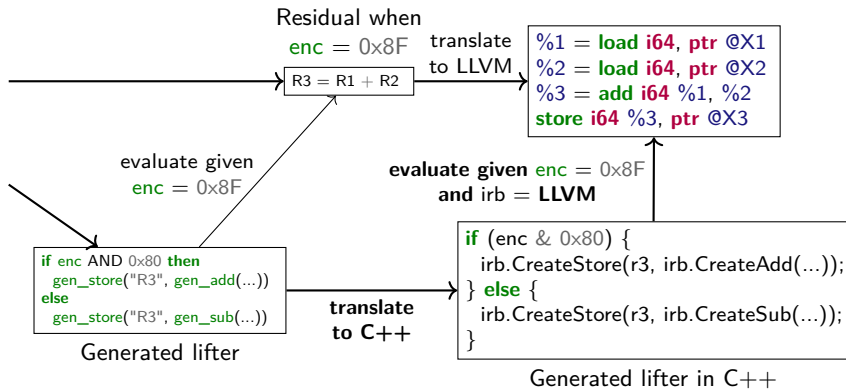 Residual when
enc = 0x8F
R3 = R1 + R2
translate
to LLVM
%1 = load i64, ptr @X1
%2 = load i64, ptr @X2
%3 = add i64 %1, %2
store i64 %3, ptr @X3
evaluate given
enc = 0x8F
evaluate given enc = 0x8F
and irb = LLVM
if enc AND 0x80 then
gen_store("R3", gen_add(...))
else
gen_store("R3", gen_sub(...))
Generated lifter
translate
to C++
if (enc & 0x80) {
irb.CreateStore(r3, irb.CreateAdd(...));
} else {
irb.CreateStore(r3, irb.CreateSub(...));
}
Generated lifter in C++